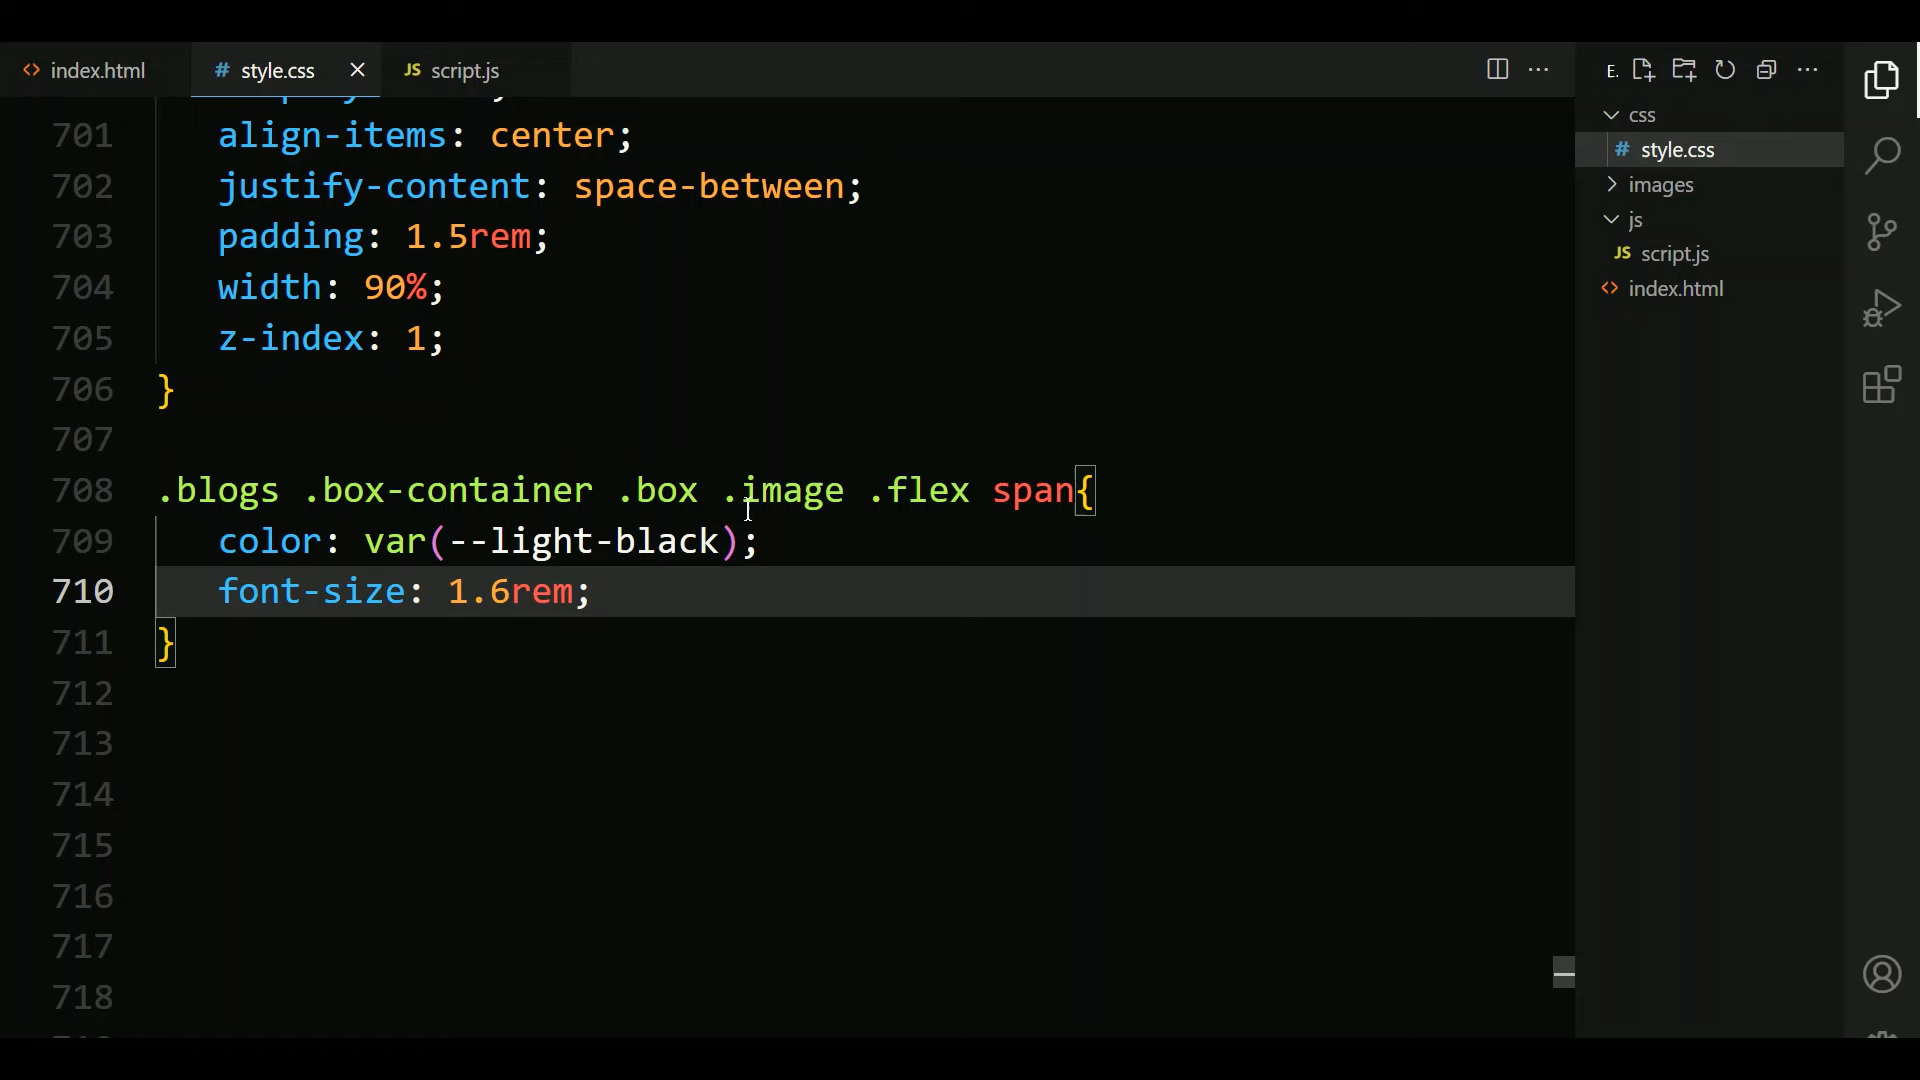 index.html
style.css
script.js
701 align-items: center;
702 justify-content: space-between;
703 padding: 1.5rem;
704 width: 90%;
705 z-index: 1;
706 }
707
708 .blogs .box-container .box .image .flex span{
709 color: var(--light-black);
710 font-size: 1.6rem;
711 }
712
713
714
715
716
717
718
E.
css
# style.css
images
js
JS script.js
index.html